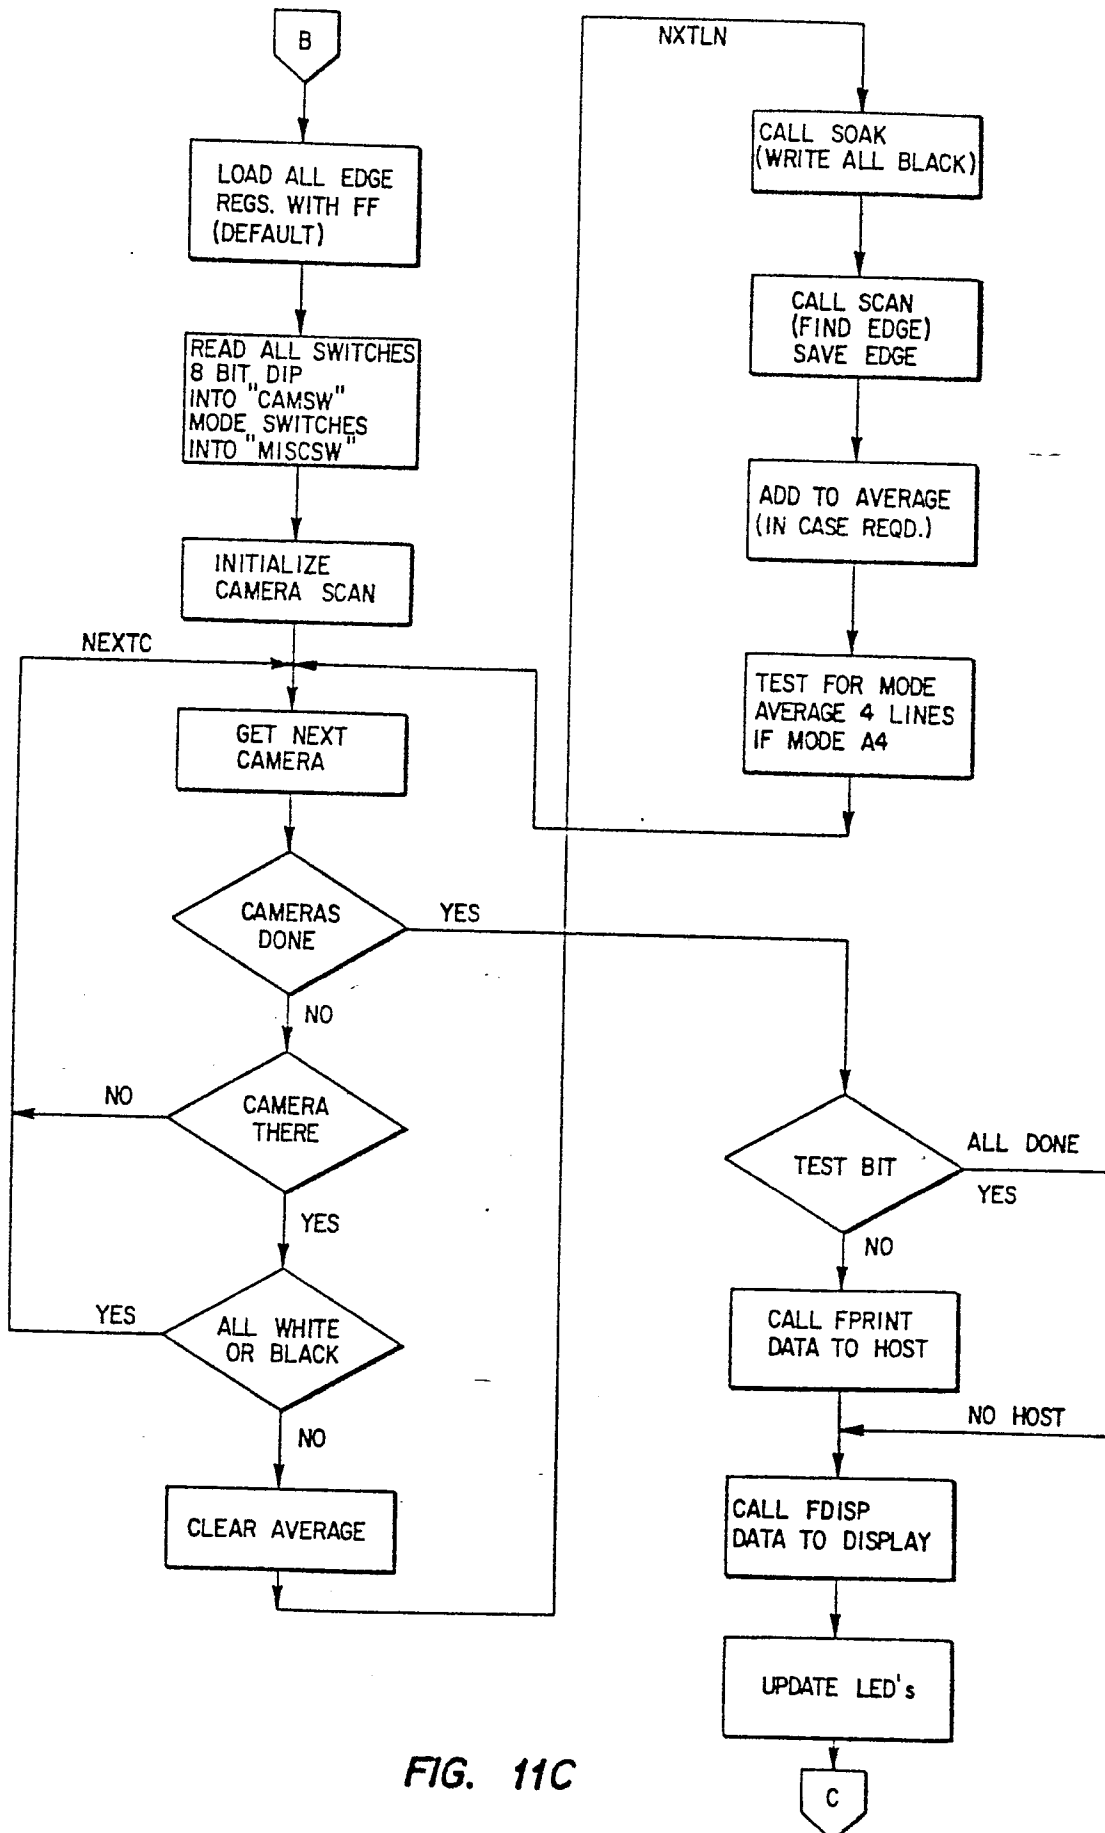 B
LOAD ALL EDGE
REGS. WITH FF
(DEFAULT)
READ ALL SWITCHES
8 BIT DIP
INTO "CAMSW"
MODE SWITCHES
INTO "MISCSW"
INITIALIZE
CAMERA SCAN
NEXTC
GET NEXT
CAMERA
CAMERAS
DONE
YES
NO
CAMERA
THERE
NO
YES
ALL WHITE
OR BLACK
YES
NO
CLEAR AVERAGE
NXTLN
CALL SOAK
(WRITE ALL BLACK)
CALL SCAN
(FIND EDGE)
SAVE EDGE
ADD TO AVERAGE
(IN CASE REQD.)
TEST FOR MODE
AVERAGE 4 LINES
IF MODE A4
TEST BIT
ALL DONE
YES
NO
CALL FPRINT
DATA TO HOST
NO HOST
CALL FDISP
DATA TO DISPLAY
UPDATE LED's
C
FIG. 11C